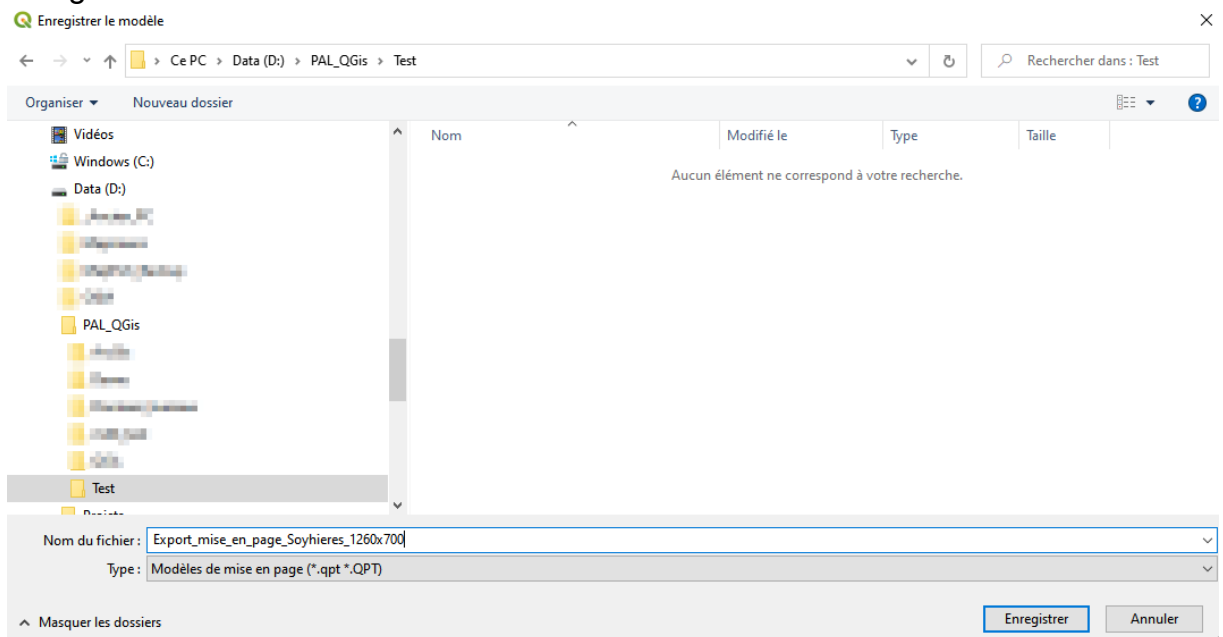 Enregistrer le modèle
Ce PC > Data (D:) > PAL_QGis > Test
Rechercher dans : Test
Organiser
Nouveau dossier
Vidéos
Windows (C:)
Data (D:)
PAL_QGis
Test
Nom
Modifié le
Type
Taille
Aucun élément ne correspond à votre recherche.
Nom du fichier :
Export_mise_en_page_Soyhieres_1260x700
Type :
Modèles de mise en page (*.qpt *.QPT)
Masquer les dossiers
Enregistrer
Annuler